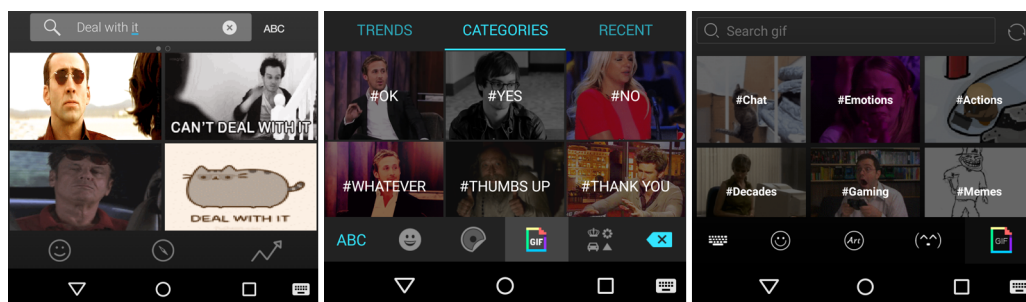 Deal with it
ABC
CAN'T DEAL WITH IT
DEAL WITH IT
TRENDS CATEGORIES RECENT
#OK #YES #NO
#WHATEVER #THUMBS UP #THANK YOU
ABC GIF
Search gif
#Chat #Emotions #Actions
#Decades #Gaming #Memes
Art (^-^) GIF